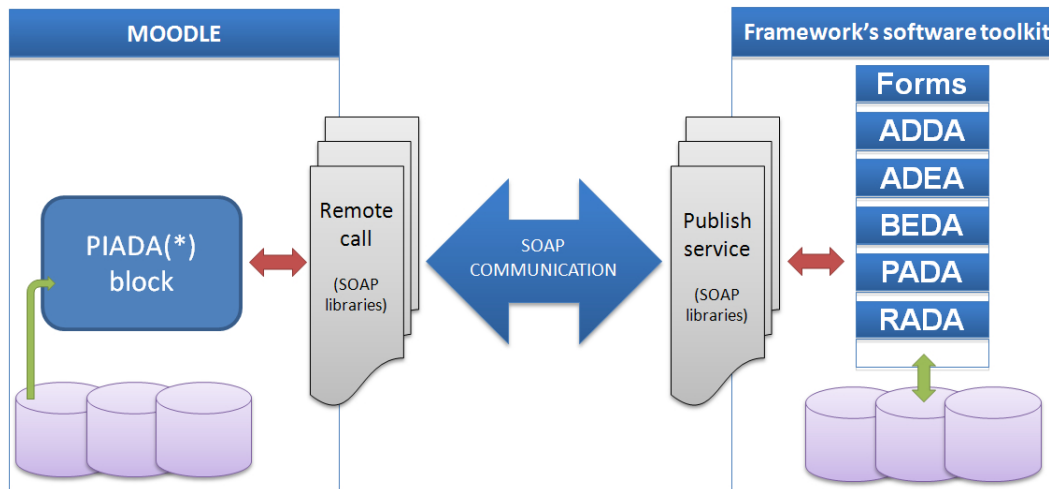 MOODLE
PIADA(*)
block
Remote
call
(SOAP
libraries)
SOAP
COMMUNICATION
Publish
service
(SOAP
libraries)
Framework's software toolkit
Forms
ADDA
ADEA
BEDA
PADA
RADA